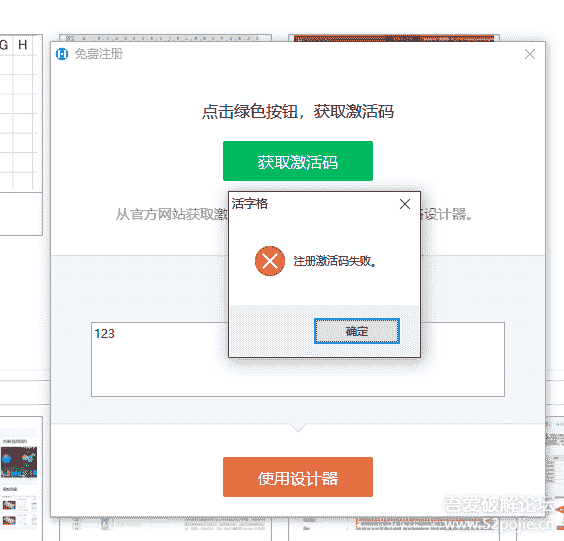 G H
免费注册
点击绿色按钮，获取激活码
获取激活码
从官方网站获取激
设计器。
活字格
注册激活码失败。
确定
123
使用设计器
吾爱破解论坛
www.52pojie.cn